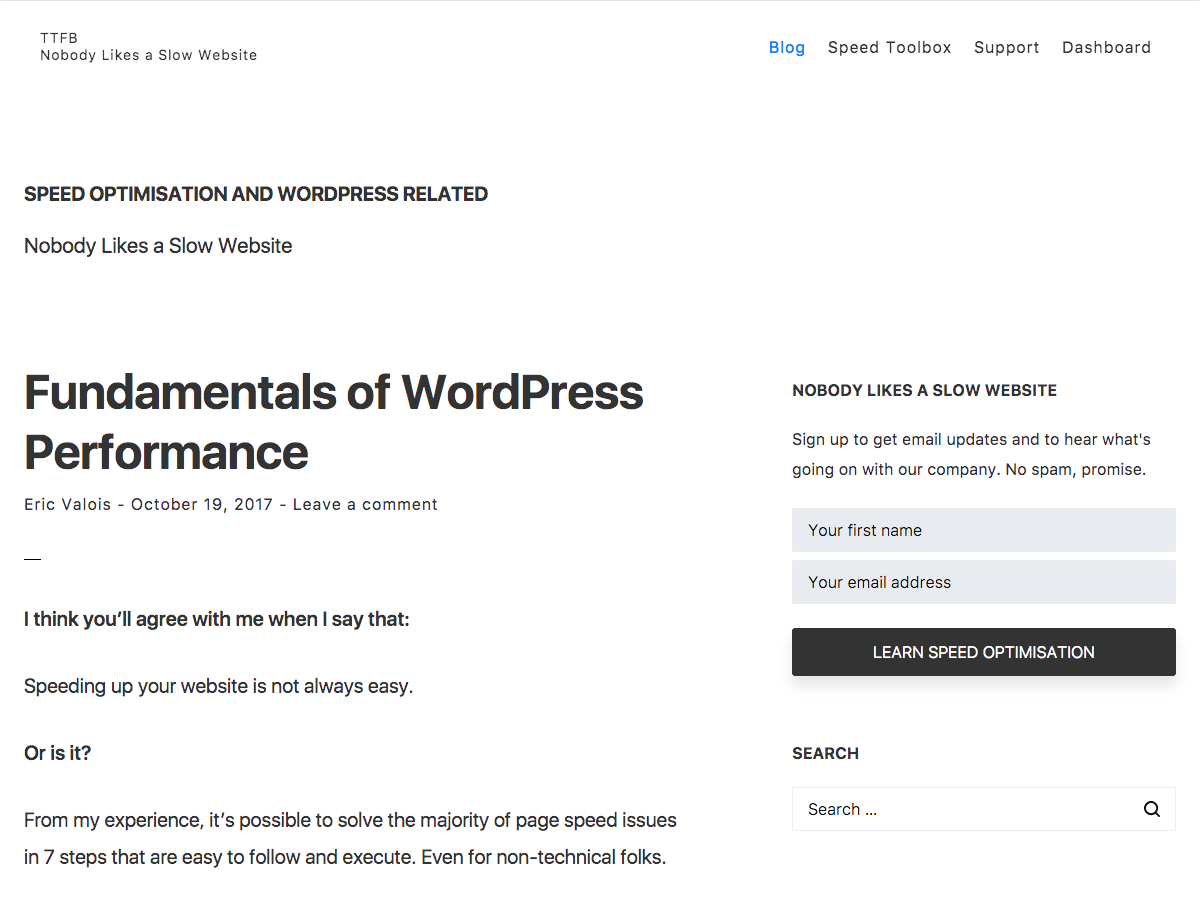 TTFB
Nobody Likes a Slow Website
Blog Speed Toolbox Support Dashboard
SPEED OPTIMISATION AND WORDPRESS RELATED
Nobody Likes a Slow Website
Fundamentals of WordPress
Performance
Eric Valois - October 19, 2017 - Leave a comment
—
I think you’ll agree with me when I say that:
Speeding up your website is not always easy.
Or is it?
From my experience, it’s possible to solve the majority of page speed issues
in 7 steps that are easy to follow and execute. Even for non-technical folks.
NOBODY LIKES A SLOW WEBSITE
Sign up to get email updates and to hear what's
going on with our company. No spam, promise.
Your first name
Your email address
LEARN SPEED OPTIMISATION
SEARCH
Search ...